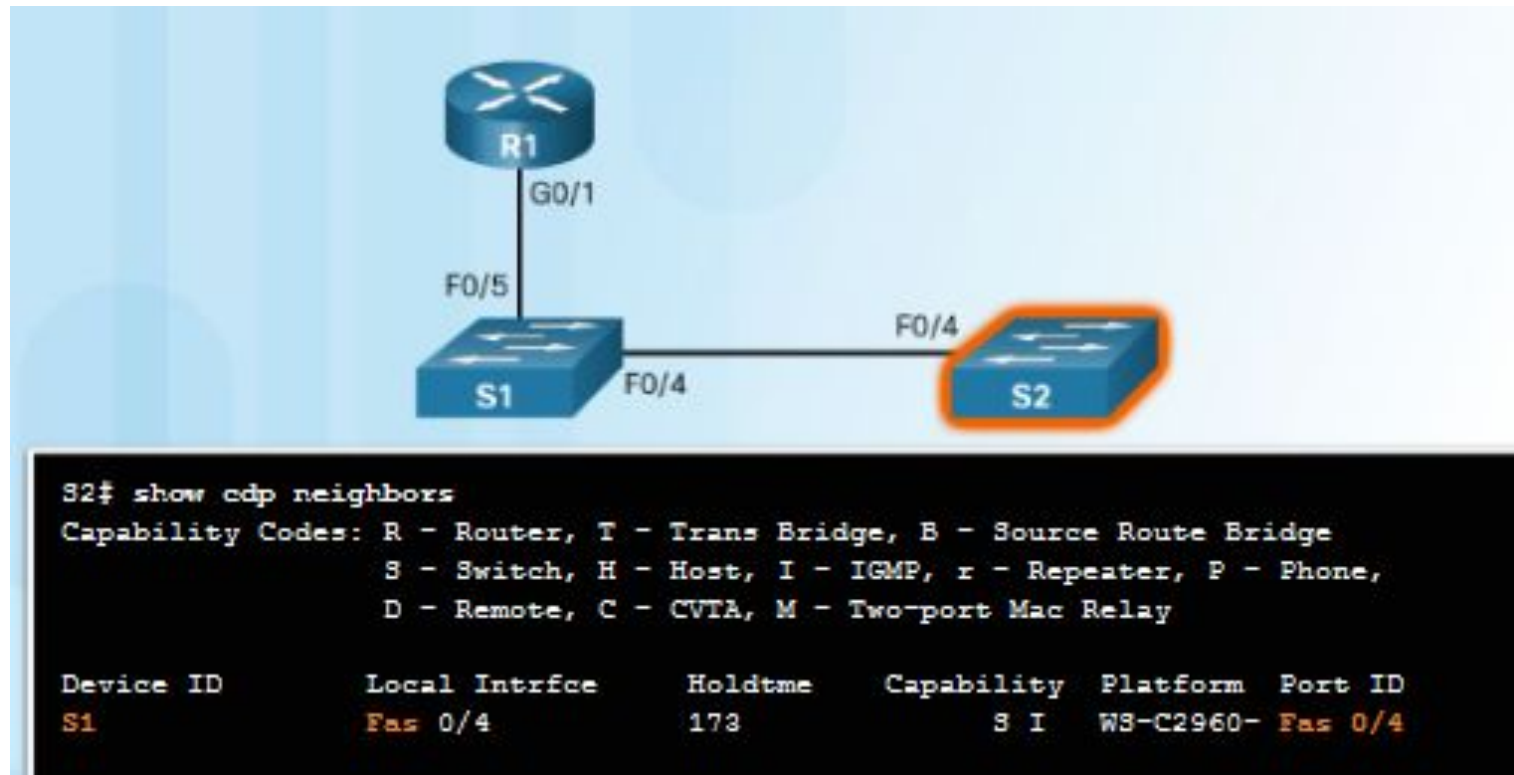 R1
G0/1
F0/5
F0/4
F0/4
S1
S2
S2# show cdp neighbors
Capability Codes: R - Router, T - Trans Bridge, B - Source Route Bridge
S - Switch, H - Host, I - IGMP, r - Repeater, P - Phone,
D - Remote, C - CVTA, M - Two-port Mac Relay
Device ID Local Intrfce Holdtme Capability Platform Port ID
S1 Fas 0/4 173 S I WS-C2960- Fas 0/4